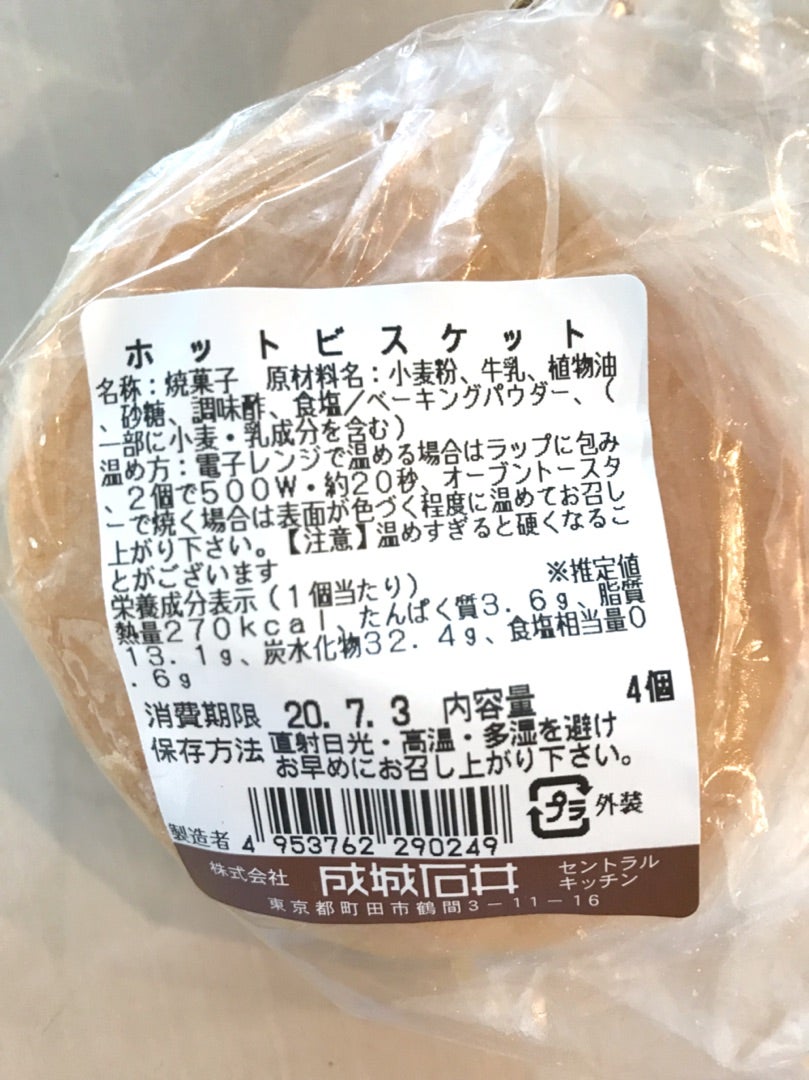 ホットビスケット
名称：焼菓子　原材料名：小麦粉、牛乳、植物油
、砂糖、調味酢、食塩／ベーキングパウダー、（
一部に小麦・乳成分を含む）
温め方：電子レンジで温める場合はラップに包み
、２個で５００Ｗ・約２０秒、オーブントースタ
ーで焼く場合は表面が色づく程度に温めてお召し
上がり下さい。【注意】温めすぎると硬くなるこ
とがございます
※推定値
栄養成分表示（１個当たり）
熱量２７０ｋｃａｌ、たんぱく質３．６ｇ、脂質
１３．１ｇ、炭水化物３２．４ｇ、食塩相当量０
．６ｇ
消費期限 20.7.3 内容量 4個
保存方法 直射日光・高温・多湿を避け
お早めにお召し上がり下さい。
プラ 外装
製造者 4 953762 290249
株式会社 成城石井 セントラル
キッチン
東京都町田市鶴間3－11－16